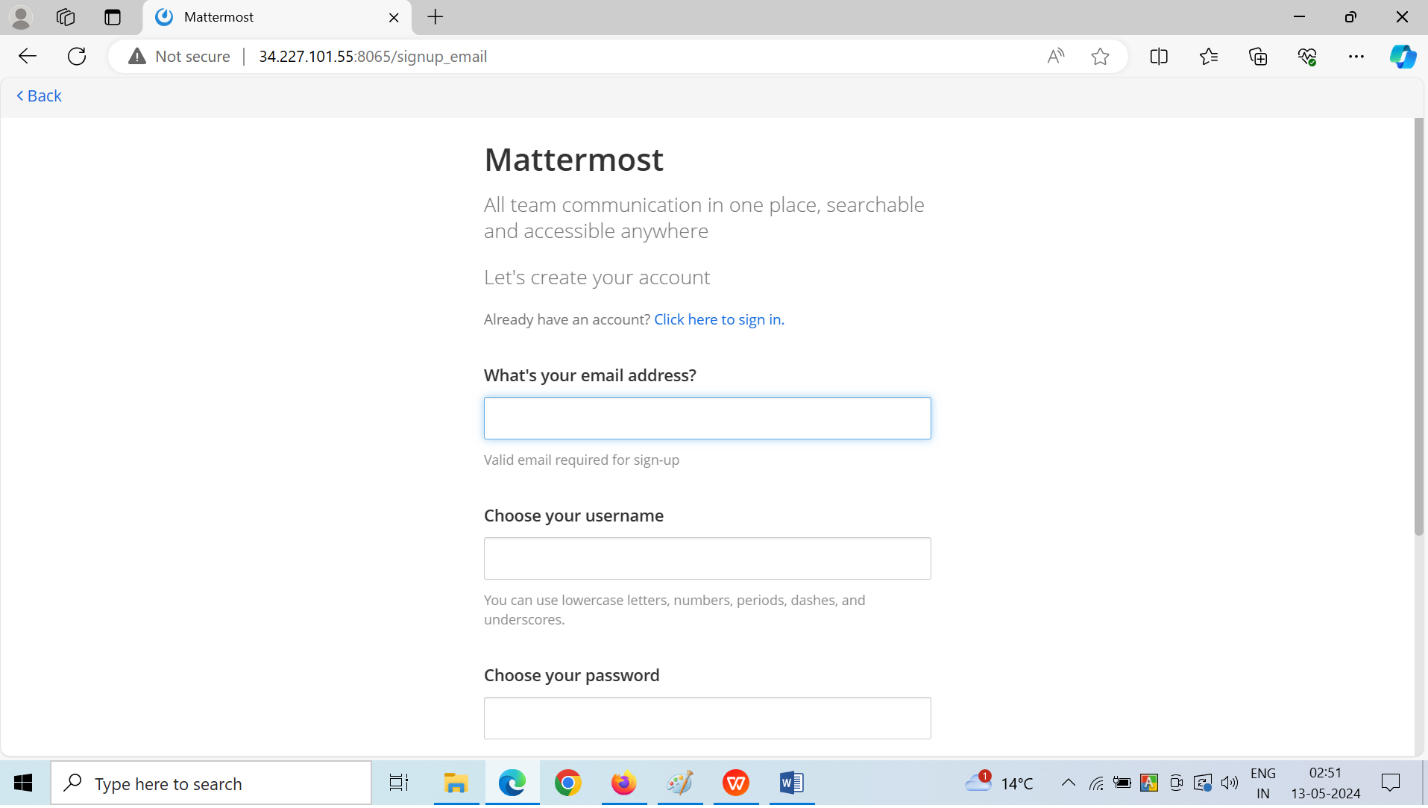 Mattermost
Not secure
34.227.101.55:8065/signup_email
Back
Mattermost
All team communication in one place, searchable
and accessible anywhere
Let's create your account
Already have an account? Click here to sign in.
What's your email address?
Valid email required for sign-up
Choose your username
You can use lowercase letters, numbers, periods, dashes, and
underscores.
Choose your password
Type here to search
1
14°C
ENG
IN
02:51
13-05-2024